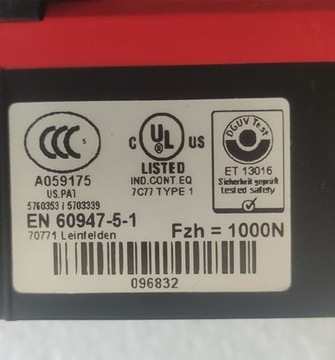 CCC S
A059175
US.PAT
5760353 / 5703339
EN 60947-5-1
70771 Leinfelden
C UL US
LISTED
IND.CONT EQ
7C77 TYPE 1
DGUV Test
ET 13016
Sicherheit geprüft
tested safety
Fzh = 1000N
096832